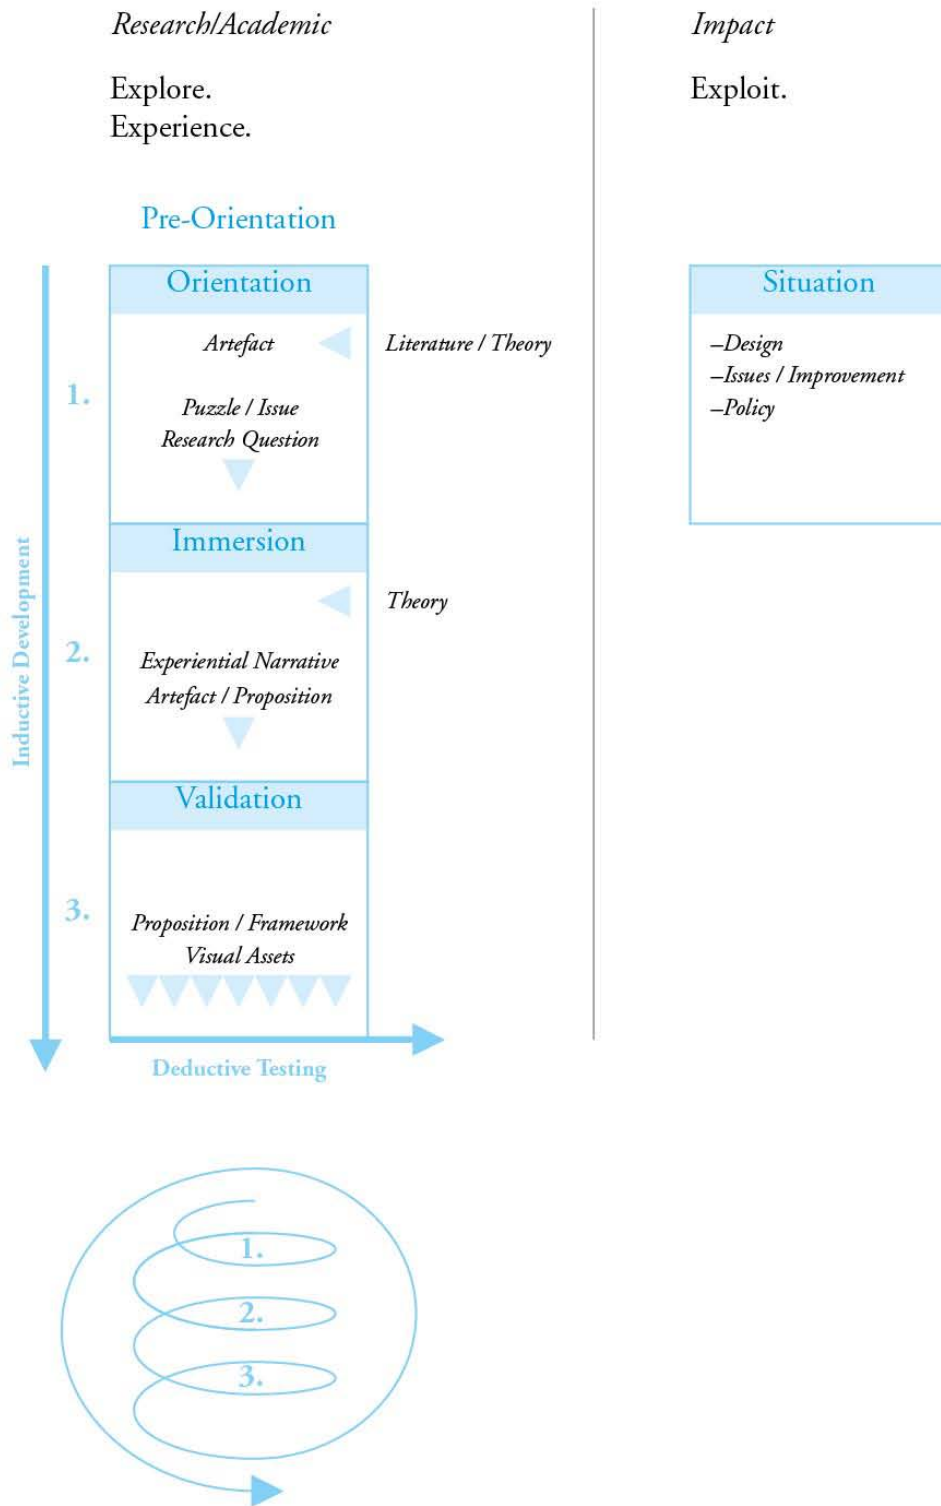 Research/Academic
Explore.
Experience.
Pre-Orientation
Orientation
Artefact
Literature / Theory
1.
Puzzle / Issue
Research Question
Immersion
Theory
2.
Experiential Narrative
Artefact / Proposition
Validation
3.
Proposition / Framework
Visual Assets
Inductive Development
Deductive Testing
1.
2.
3.
Impact
Exploit.
Situation
–Design
–Issues / Improvement
–Policy